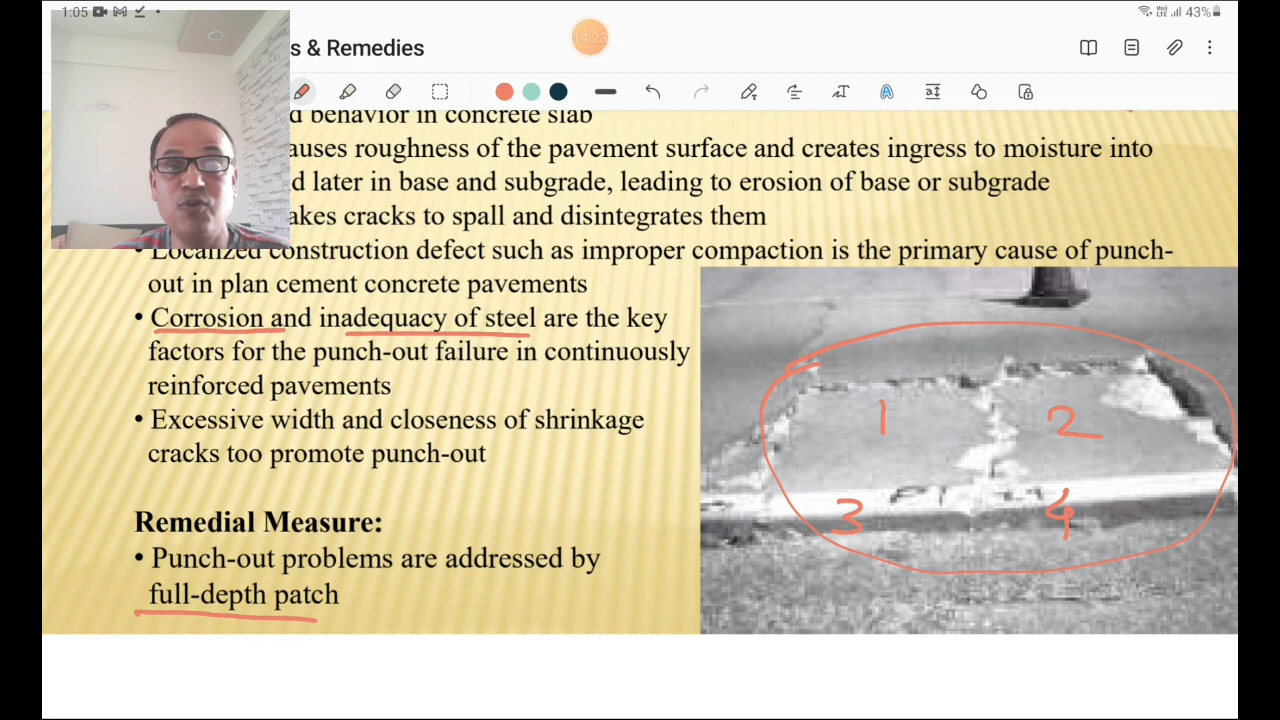 1:05
43%
14:23
s & Remedies
d behavior in concrete slab
auses roughness of the pavement surface and creates ingress to moisture into
d later in base and subgrade, leading to erosion of base or subgrade
akes cracks to spall and disintegrates them
• Localized construction defect such as improper compaction is the primary cause of punch-
out in plan cement concrete pavements
• Corrosion and inadequacy of steel are the key
factors for the punch-out failure in continuously
reinforced pavements
• Excessive width and closeness of shrinkage
cracks too promote punch-out
1 2
3 4
Remedial Measure:
• Punch-out problems are addressed by
full-depth patch